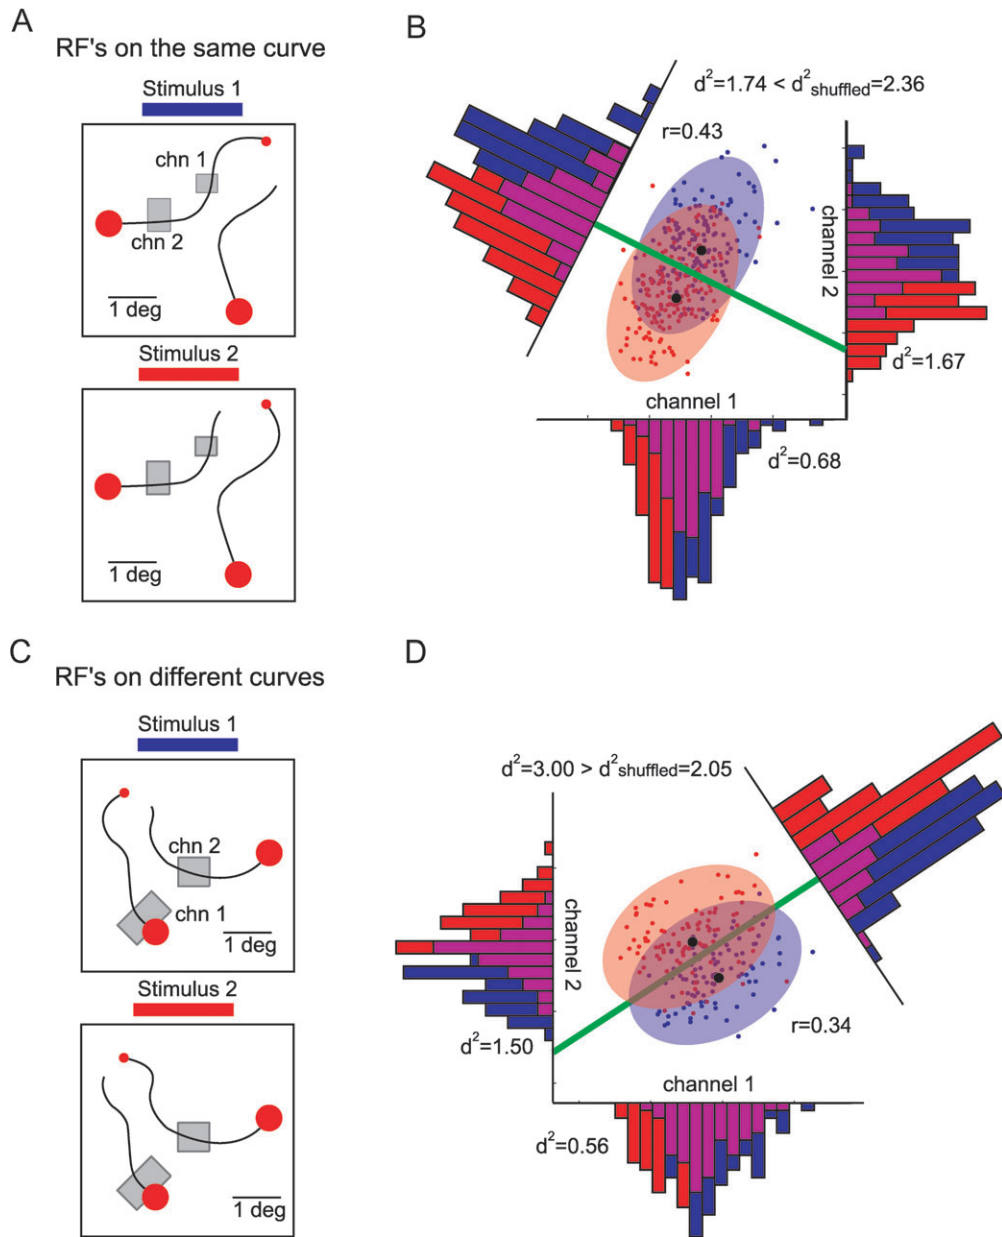 A
RF's on the same curve
Stimulus 1
chn 1
chn 2
1 deg
Stimulus 2
1 deg
B
d²=1.74 < d²shuffled=2.36
r=0.43
channel 2
d²=1.67
channel 1
d²=0.68
C
RF's on different curves
Stimulus 1
chn 2
chn 1
1 deg
Stimulus 2
1 deg
D
d²=3.00 > d²shuffled=2.05
channel 2
r=0.34
d²=1.50
channel 1
d²=0.56